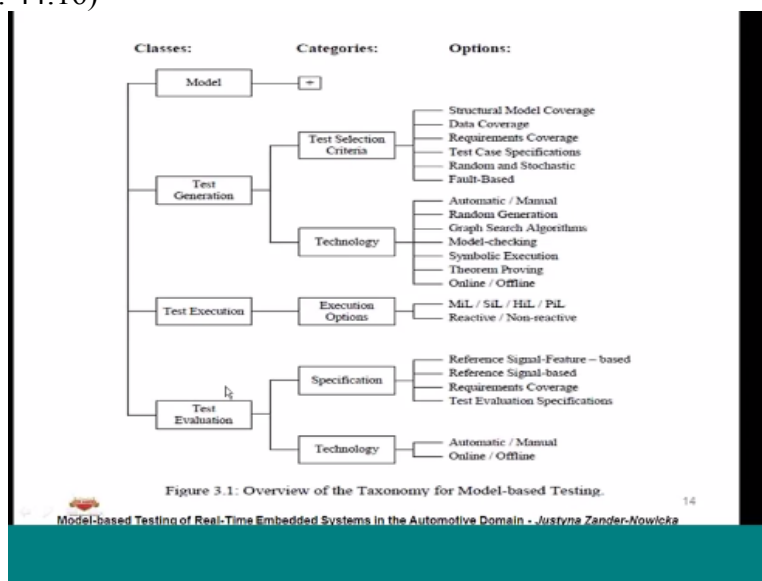 Classes: Categories: Options:
Model +
Structural Model Coverage
Data Coverage
Test Selection Criteria
Requirements Coverage
Test Case Specifications
Random and Stochastic
Fault-Based
Test Generation
Automatic / Manual
Random Generation
Graph Search Algorithms
Technology
Model-checking
Symbolic Execution
Theorem Proving
Online / Offline
Test Execution
Execution Options
MiL / SiL / HiL / PiL
Reactive / Non-reactive
Reference Signal-Feature – based
Specification
Reference Signal-based
Requirements Coverage
Test Evaluation Specifications
Test Evaluation
Technology
Automatic / Manual
Online / Offline
Figure 3.1: Overview of the Taxonomy for Model-based Testing.
14
Model-based Testing of Real-Time Embedded Systems in the Automotive Domain - Justyna Zander-Nowicka